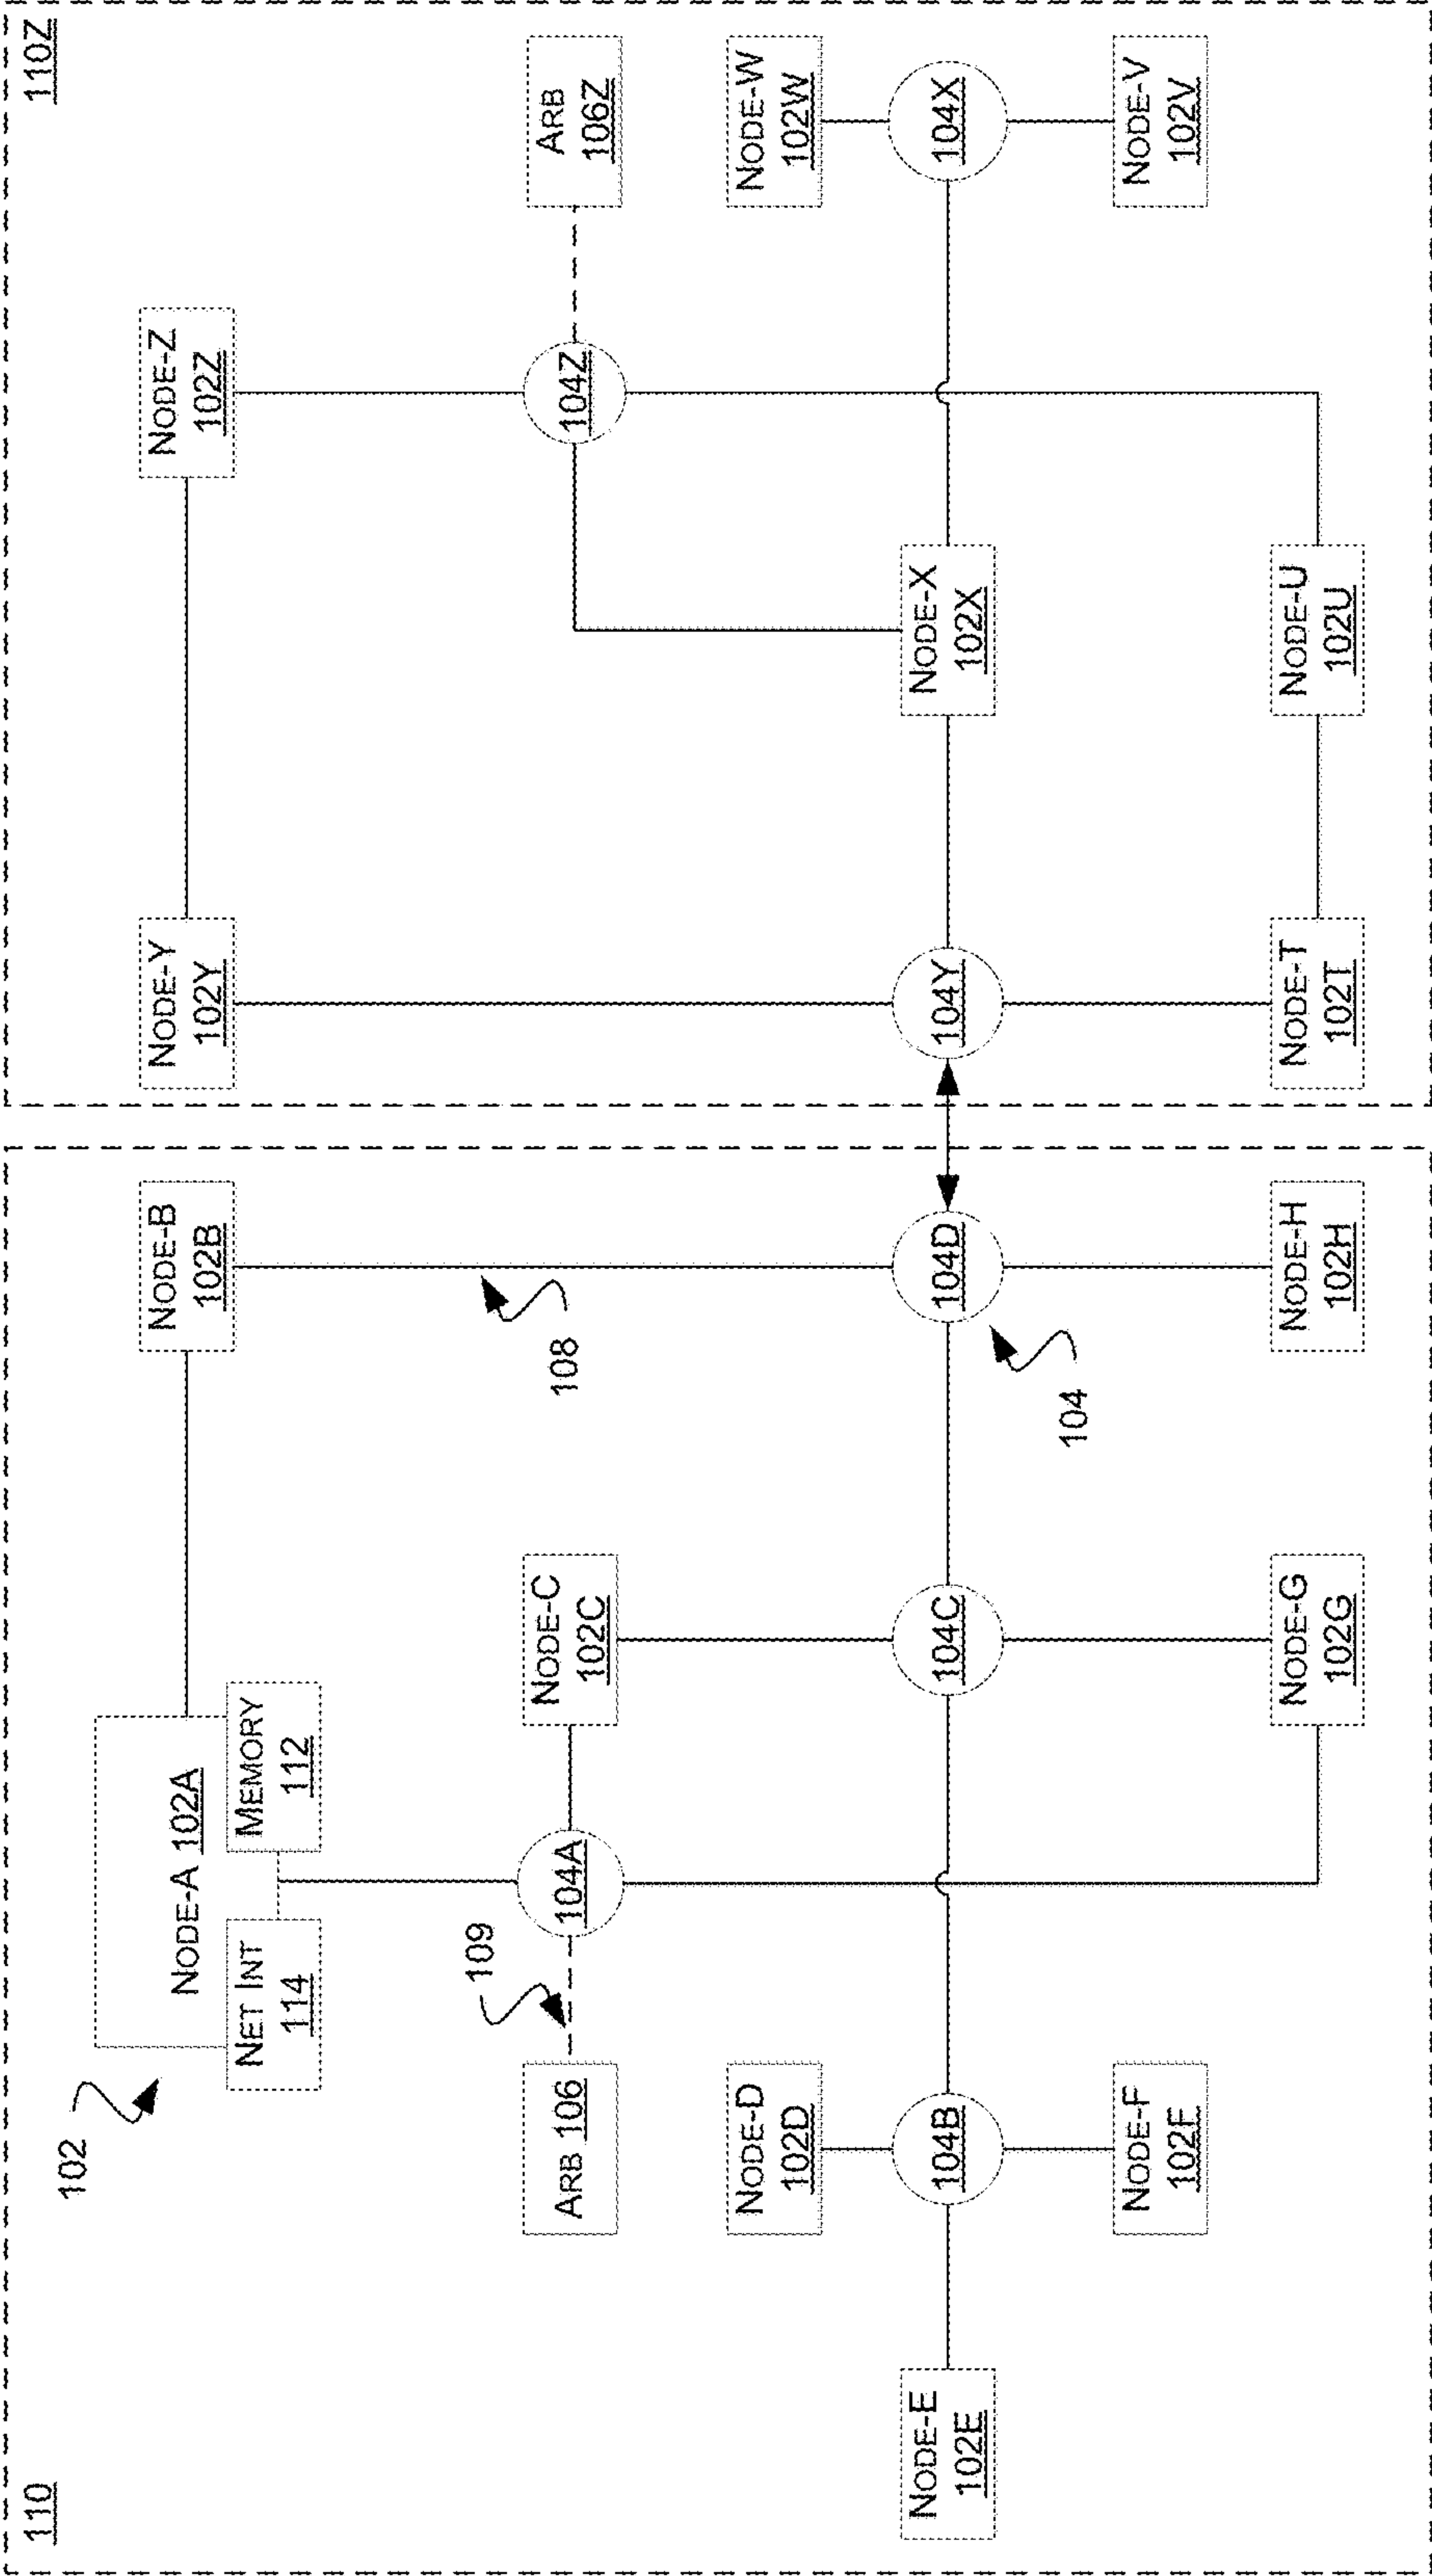 110
110Z
102
NODE-A 102A
NET INT
114
MEMORY
112
NODE-B
102B
NODE-Y
102Y
NODE-Z
102Z
109
ARB 106
104A
NODE-C
102C
108
104Z
ARB
106Z
NODE-D
102D
NODE-W
102W
NODE-E
102E
104B
104C
104D
104Y
NODE-X
102X
104X
104
NODE-F
102F
NODE-V
102V
NODE-G
102G
NODE-H
102H
NODE-T
102T
NODE-U
102U